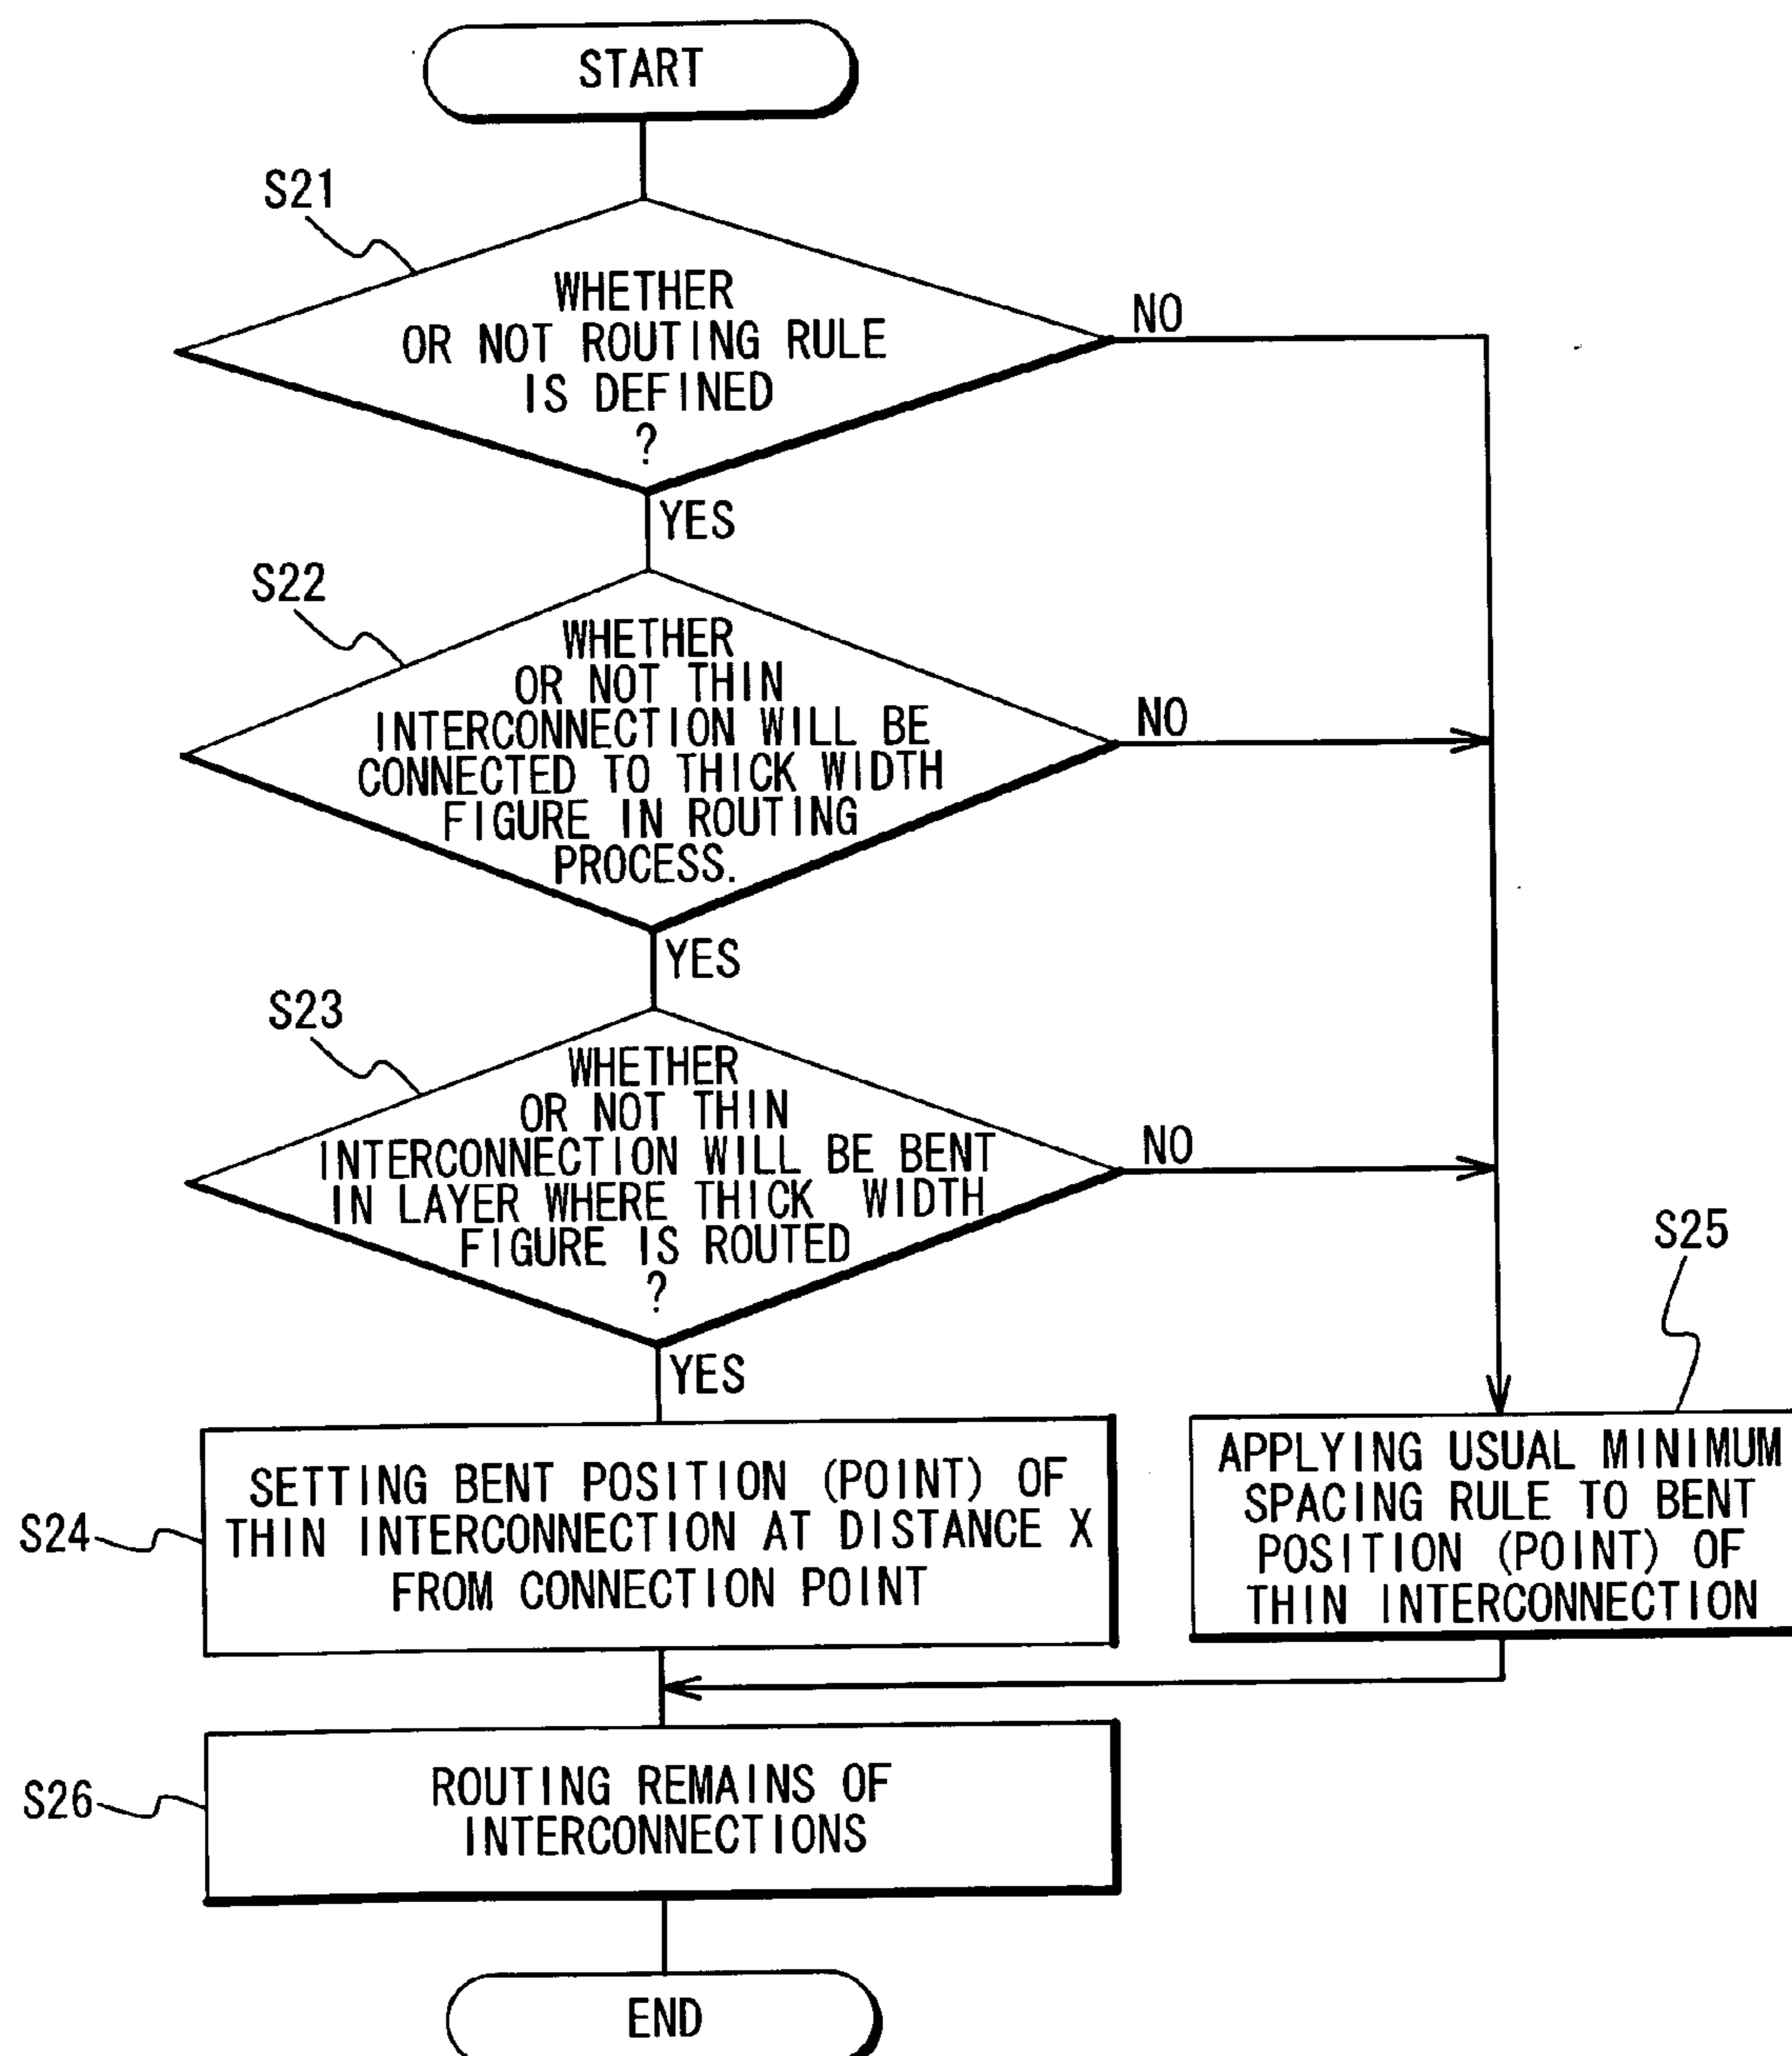 START
S21
WHETHER
OR NOT ROUTING RULE
IS DEFINED
?
NO
YES
S22
WHETHER
OR NOT THIN
INTERCONNECTION WILL BE
CONNECTED TO THICK WIDTH
FIGURE IN ROUTING
PROCESS.
NO
YES
S23
WHETHER
OR NOT THIN
INTERCONNECTION WILL BE BENT
IN LAYER WHERE THICK WIDTH
FIGURE IS ROUTED
?
NO
YES
S24
SETTING BENT POSITION (POINT) OF
THIN INTERCONNECTION AT DISTANCE X
FROM CONNECTION POINT
S25
APPLYING USUAL MINIMUM
SPACING RULE TO BENT
POSITION (POINT) OF
THIN INTERCONNECTION
S26
ROUTING REMAINS OF
INTERCONNECTIONS
END